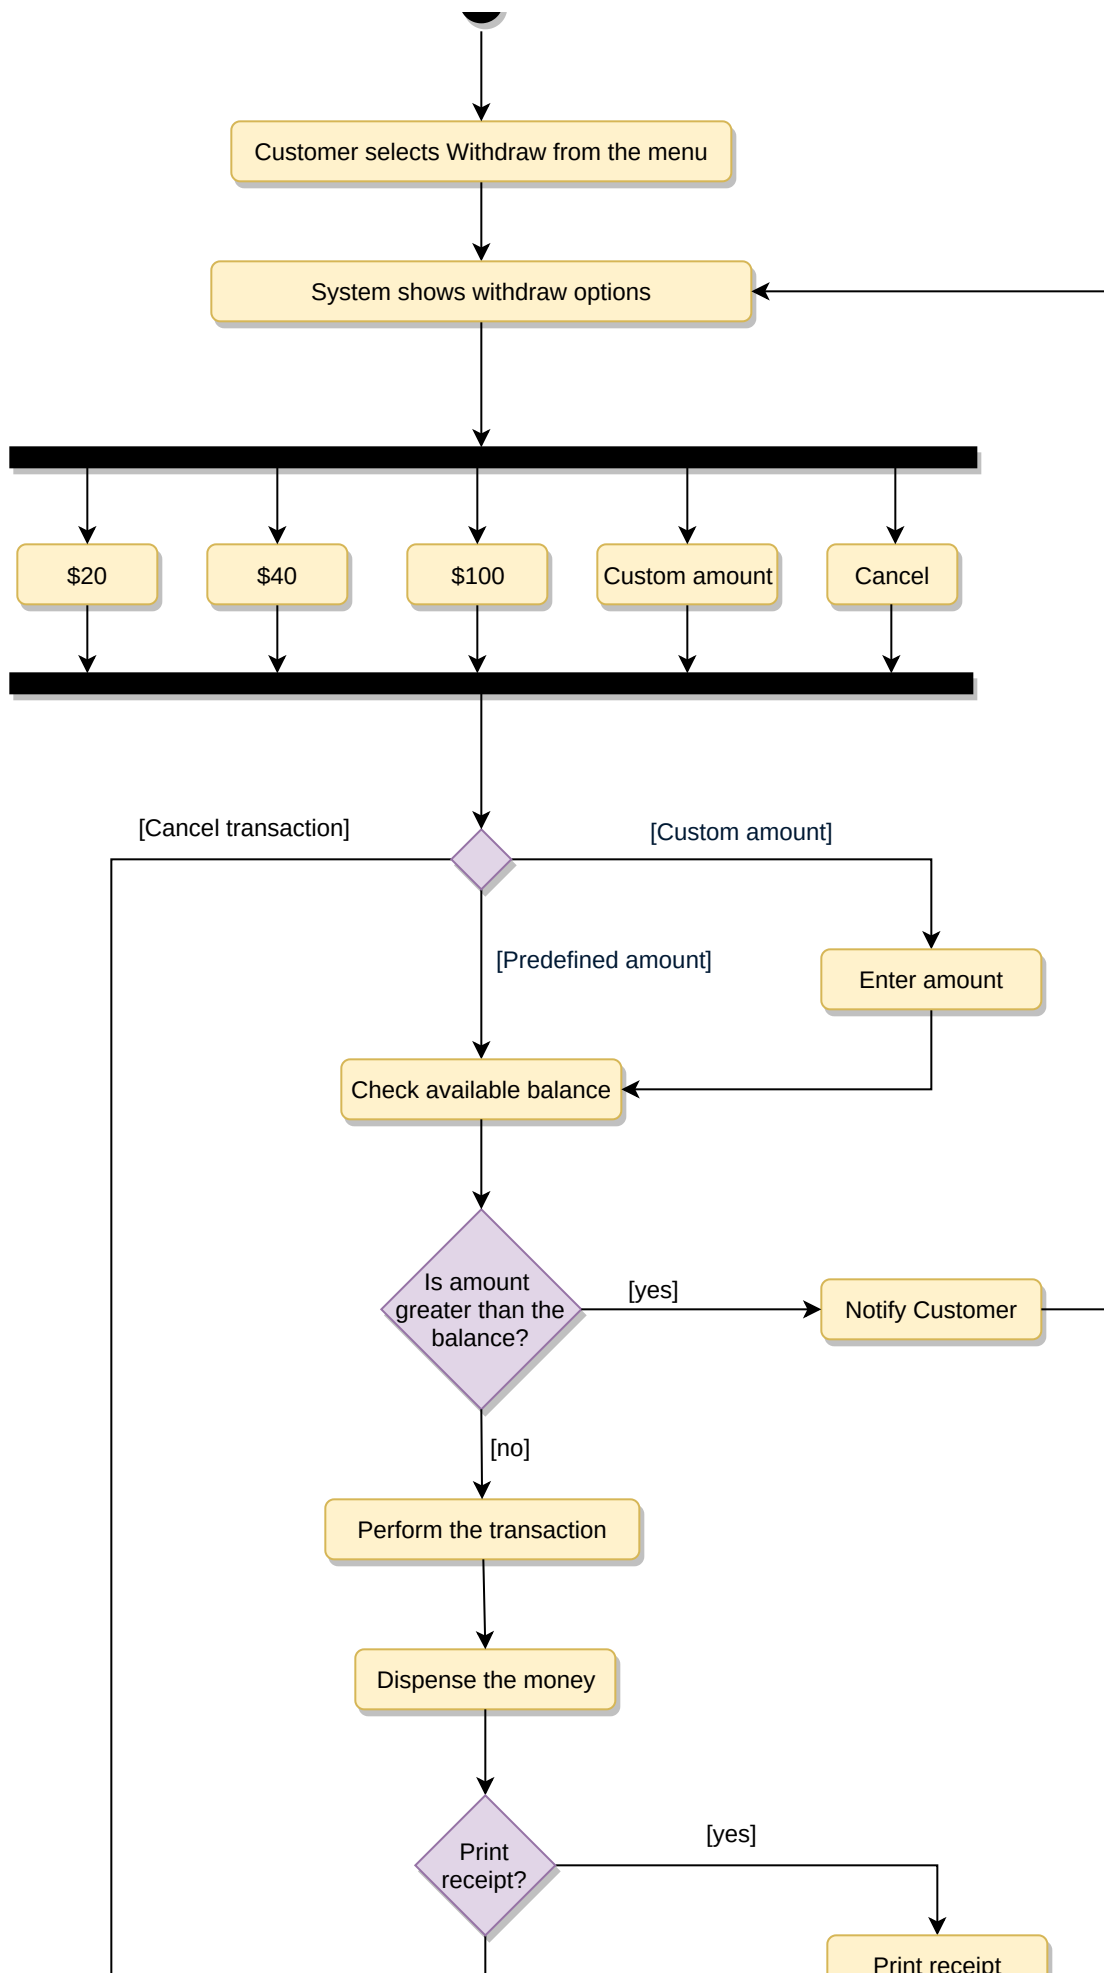 Customer selects Withdraw from the menu
System shows withdraw options
$20
$40
$100
Custom amount
Cancel
[Cancel transaction]
[Custom amount]
[Predefined amount]
Enter amount
Check available balance
Is amount
greater than the
balance?
[yes]
Notify Customer
[no]
Perform the transaction
Dispense the money
Print
receipt?
[yes]
Print receipt